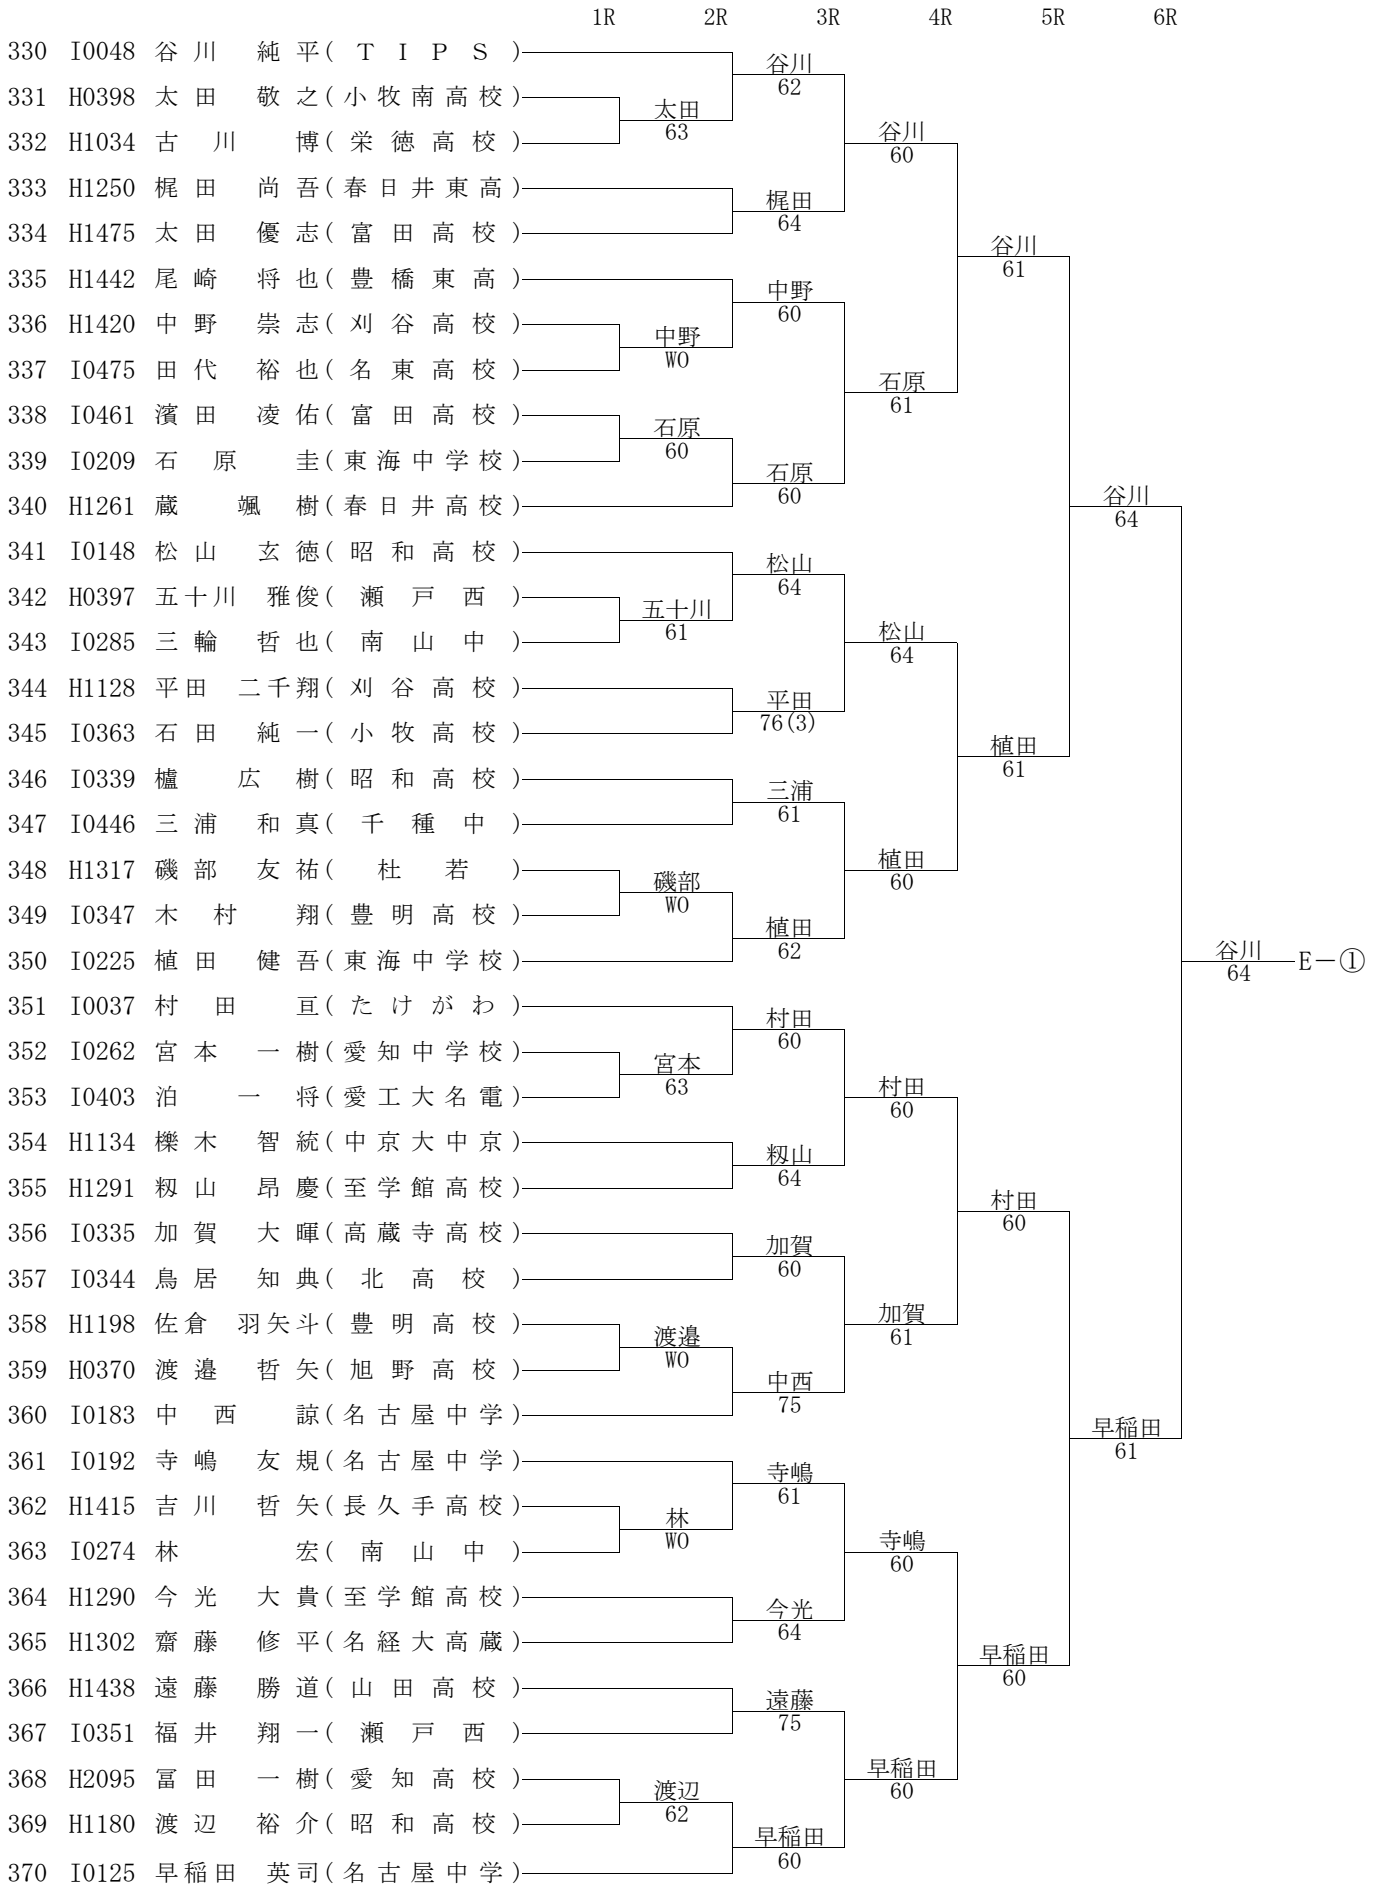 1R 2R 3R 4R 5R 6R
330 I0048 谷川 純平(ＴＩＰＳ)
谷川
62
331 H0398 太田 敬之(小牧南高校)
太田
63
332 H1034 古川 博(栄徳高校)
谷川
60
333 H1250 梶田 尚吾(春日井東高)
梶田
64
334 H1475 太田 優志(富田高校)
谷川
61
335 H1442 尾崎 将也(豊橋東高)
中野
60
336 H1420 中野 崇志(刈谷高校)
中野
WO
337 I0475 田代 裕也(名東高校)
石原
61
338 I0461 濱田 凌佑(富田高校)
石原
60
339 I0209 石原 圭(東海中学校)
石原
60
340 H1261 蔵 颯樹(春日井高校)
谷川
64
341 I0148 松山 玄徳(昭和高校)
松山
64
342 H0397 五十川 雅俊(瀬戸西)
五十川
61
343 I0285 三輪 哲也(南山中)
松山
64
344 H1128 平田 二千翔(刈谷高校)
平田
76(3)
345 I0363 石田 純一(小牧高校)
植田
61
346 I0339 櫨 広樹(昭和高校)
三浦
61
347 I0446 三浦 和真(千種中)
植田
60
348 H1317 磯部 友祐(杜若)
磯部
WO
349 I0347 木村 翔(豊明高校)
植田
62
350 I0225 植田 健吾(東海中学校)
谷川
64
E－①
351 I0037 村田 亘(たけがわ)
村田
60
352 I0262 宮本 一樹(愛知中学校)
宮本
63
353 I0403 泊 一将(愛工大名電)
村田
60
354 H1134 櫟木 智統(中京大中京)
籾山
64
355 H1291 籾山 昂慶(至学館高校)
村田
60
356 I0335 加賀 大暉(高蔵寺高校)
加賀
60
357 I0344 鳥居 知典(北高校)
加賀
61
358 H1198 佐倉 羽矢斗(豊明高校)
渡邉
WO
359 H0370 渡邉 哲矢(旭野高校)
中西
75
360 I0183 中西 諒(名古屋中学)
早稲田
61
361 I0192 寺嶋 友規(名古屋中学)
寺嶋
61
362 H1415 吉川 哲矢(長久手高校)
林
WO
363 I0274 林 宏(南山中)
寺嶋
60
364 H1290 今光 大貴(至学館高校)
今光
64
365 H1302 齋藤 修平(名経大高蔵)
早稲田
60
366 H1438 遠藤 勝道(山田高校)
遠藤
75
367 I0351 福井 翔一(瀬戸西)
早稲田
60
368 H2095 冨田 一樹(愛知高校)
渡辺
62
369 H1180 渡辺 裕介(昭和高校)
早稲田
60
370 I0125 早稲田 英司(名古屋中学)